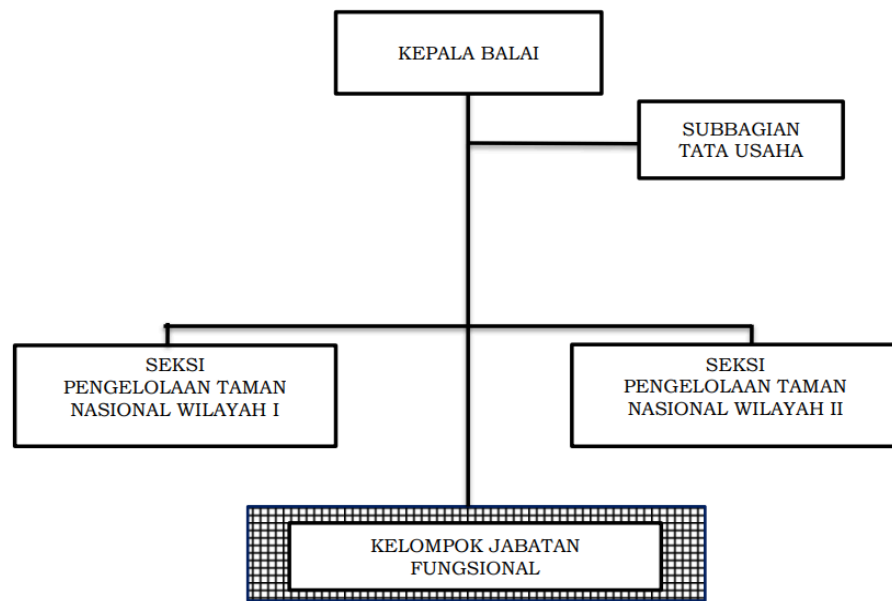 KEPALA BALAI
SUBBAGIAN
TATA USAHA
SEKSI
PENGELOLAAN TAMAN
NASIONAL WILAYAH I
SEKSI
PENGELOLAAN TAMAN
NASIONAL WILAYAH II
KELOMPOK JABATAN
FUNGSIONAL